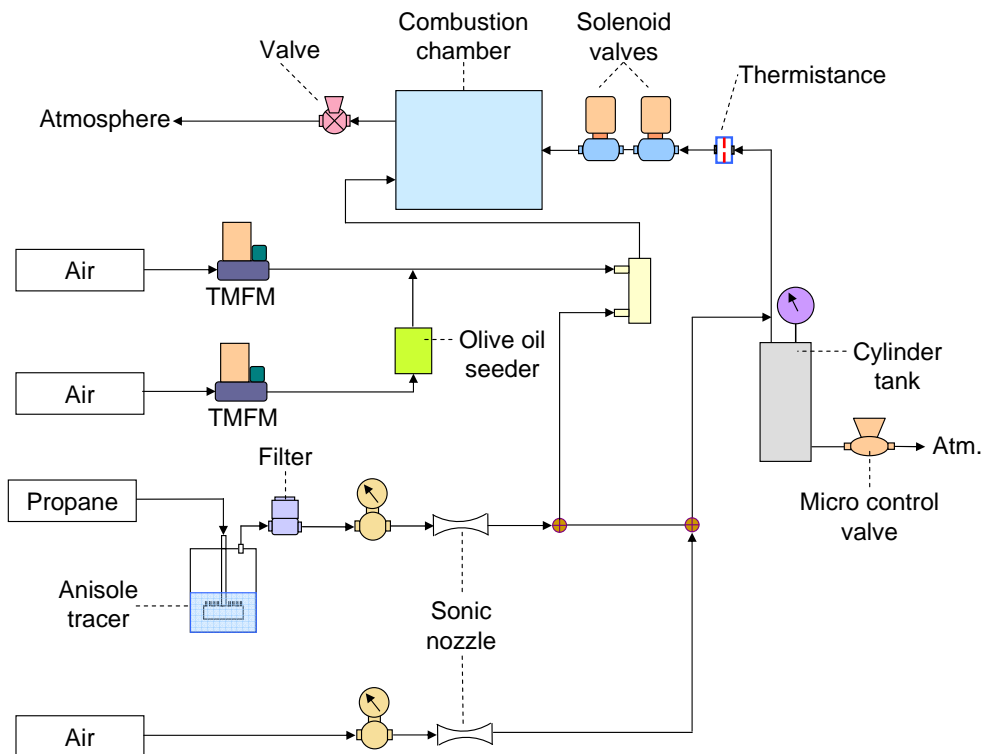 Combustion
chamber
Solenoid
valves
Valve
Thermistance
Atmosphere
Air
TMFM
Olive oil
seeder
Cylinder
tank
Air
TMFM
Atm.
Filter
Propane
Micro control
valve
Anisole
tracer
Sonic
nozzle
Air